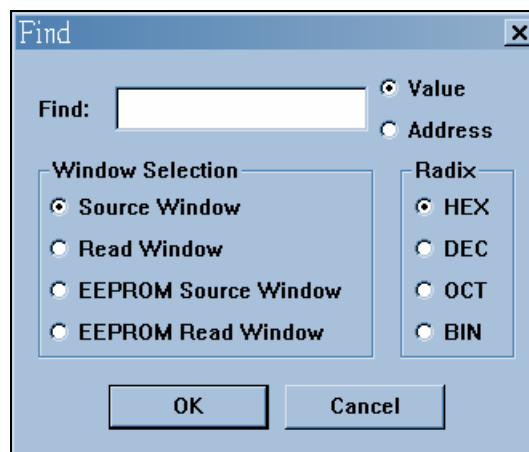 Find
Find:
Value
Address
Window Selection
Source Window
Read Window
EEPROM Source Window
EEPROM Read Window
Radix
HEX
DEC
OCT
BIN
OK
Cancel